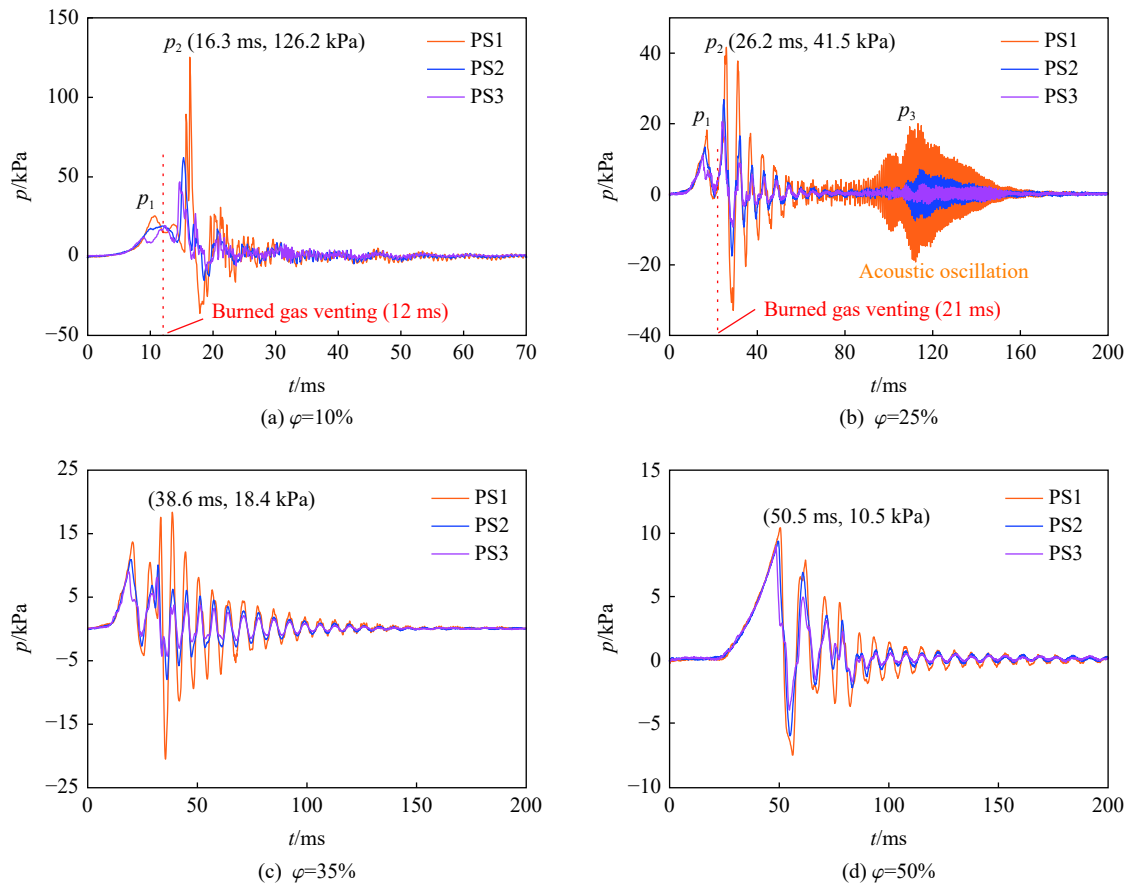 150
100
50
0
−50
p/kPa
p₂ (16.3 ms, 126.2 kPa)
PS1
PS2
PS3
p₁
Burned gas venting (12 ms)
0 10 20 30 40 50 60 70
t/ms
(a) φ=10%
40
20
0
−20
−40
p/kPa
p₂ (26.2 ms, 41.5 kPa)
PS1
PS2
PS3
p₁
p₃
Acoustic oscillation
Burned gas venting (21 ms)
0 40 80 120 160 200
t/ms
(b) φ=25%
25
15
5
−5
−15
−25
p/kPa
(38.6 ms, 18.4 kPa)
PS1
PS2
PS3
0 50 100 150 200
t/ms
(c) φ=35%
15
10
5
0
−5
−10
p/kPa
(50.5 ms, 10.5 kPa)
PS1
PS2
PS3
0 50 100 150 200
t/ms
(d) φ=50%